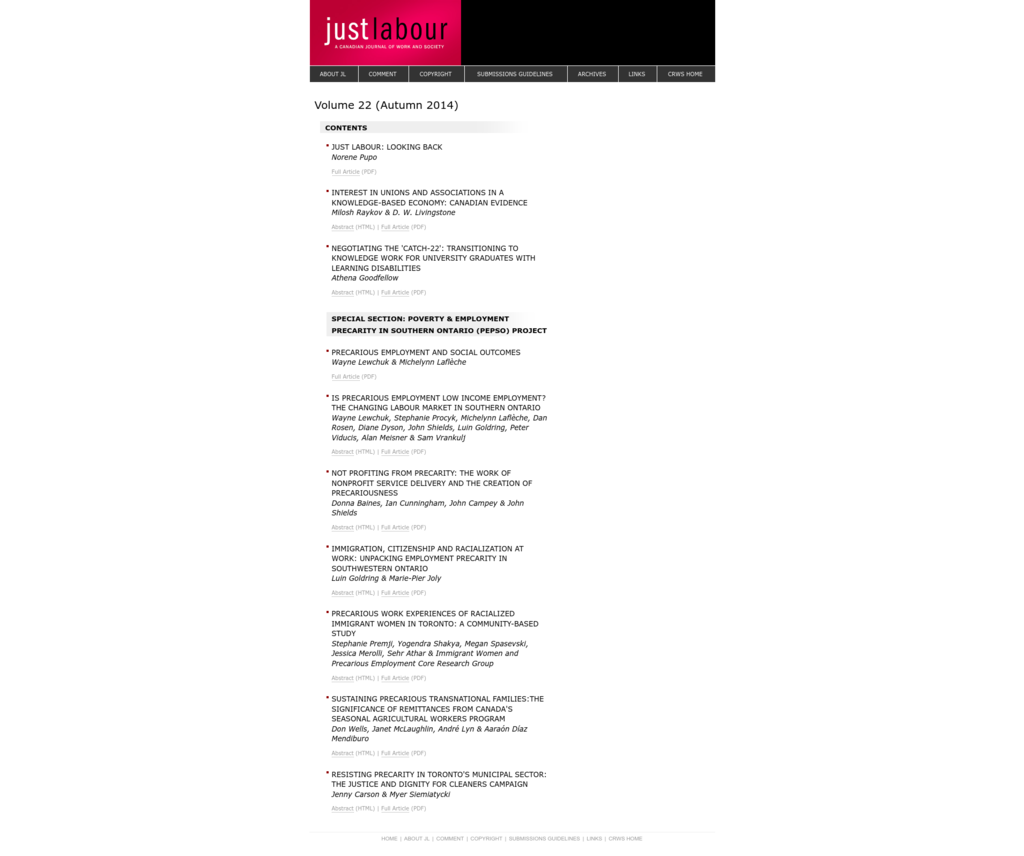 justlabour
A CANADIAN JOURNAL OF WORK AND SOCIETY
ABOUT JL
COMMENT
COPYRIGHT
SUBMISSIONS GUIDELINES
ARCHIVES
LINKS
CRWS HOME
Volume 22 (Autumn 2014)
CONTENTS
JUST LABOUR: LOOKING BACK
Norene Pupo
Full Article (PDF)
INTEREST IN UNIONS AND ASSOCIATIONS IN A
KNOWLEDGE-BASED ECONOMY: CANADIAN EVIDENCE
Milosh Raykov & D. W. Livingstone
Abstract (HTML) | Full Article (PDF)
NEGOTIATING THE 'CATCH-22': TRANSITIONING TO
KNOWLEDGE WORK FOR UNIVERSITY GRADUATES WITH
LEARNING DISABILITIES
Athena Goodfellow
Abstract (HTML) | Full Article (PDF)
SPECIAL SECTION: POVERTY & EMPLOYMENT
PRECARITY IN SOUTHERN ONTARIO (PEPSO) PROJECT
PRECARIOUS EMPLOYMENT AND SOCIAL OUTCOMES
Wayne Lewchuk & Michelynn Laflèche
Full Article (PDF)
IS PRECARIOUS EMPLOYMENT LOW INCOME EMPLOYMENT?
THE CHANGING LABOUR MARKET IN SOUTHERN ONTARIO
Wayne Lewchuk, Stephanie Procyk, Michelynn Laflèche, Dan
Rosen, Diane Dyson, John Shields, Luin Goldring, Peter
Viducis, Alan Meisner & Sam Vrankulj
Abstract (HTML) | Full Article (PDF)
NOT PROFITING FROM PRECARITY: THE WORK OF
NONPROFIT SERVICE DELIVERY AND THE CREATION OF
PRECARIOUSNESS
Donna Baines, Ian Cunningham, John Campey & John
Shields
Abstract (HTML) | Full Article (PDF)
IMMIGRATION, CITIZENSHIP AND RACIALIZATION AT
WORK: UNPACKING EMPLOYMENT PRECARITY IN
SOUTHWESTERN ONTARIO
Luin Goldring & Marie-Pier Joly
Abstract (HTML) | Full Article (PDF)
PRECARIOUS WORK EXPERIENCES OF RACIALIZED
IMMIGRANT WOMEN IN TORONTO: A COMMUNITY-BASED
STUDY
Stephanie Premji, Yogendra Shakya, Megan Spasevski,
Jessica Merolli, Sehr Athar & Immigrant Women and
Precarious Employment Core Research Group
Abstract (HTML) | Full Article (PDF)
SUSTAINING PRECARIOUS TRANSNATIONAL FAMILIES:THE
SIGNIFICANCE OF REMITTANCES FROM CANADA'S
SEASONAL AGRICULTURAL WORKERS PROGRAM
Don Wells, Janet McLaughlin, André Lyn & Aaraón Díaz
Mendiburo
Abstract (HTML) | Full Article (PDF)
RESISTING PRECARITY IN TORONTO'S MUNICIPAL SECTOR:
THE JUSTICE AND DIGNITY FOR CLEANERS CAMPAIGN
Jenny Carson & Myer Siemiatycki
Abstract (HTML) | Full Article (PDF)
HOME | ABOUT JL | COMMENT | COPYRIGHT | SUBMISSIONS GUIDELINES | LINKS | CRWS HOME